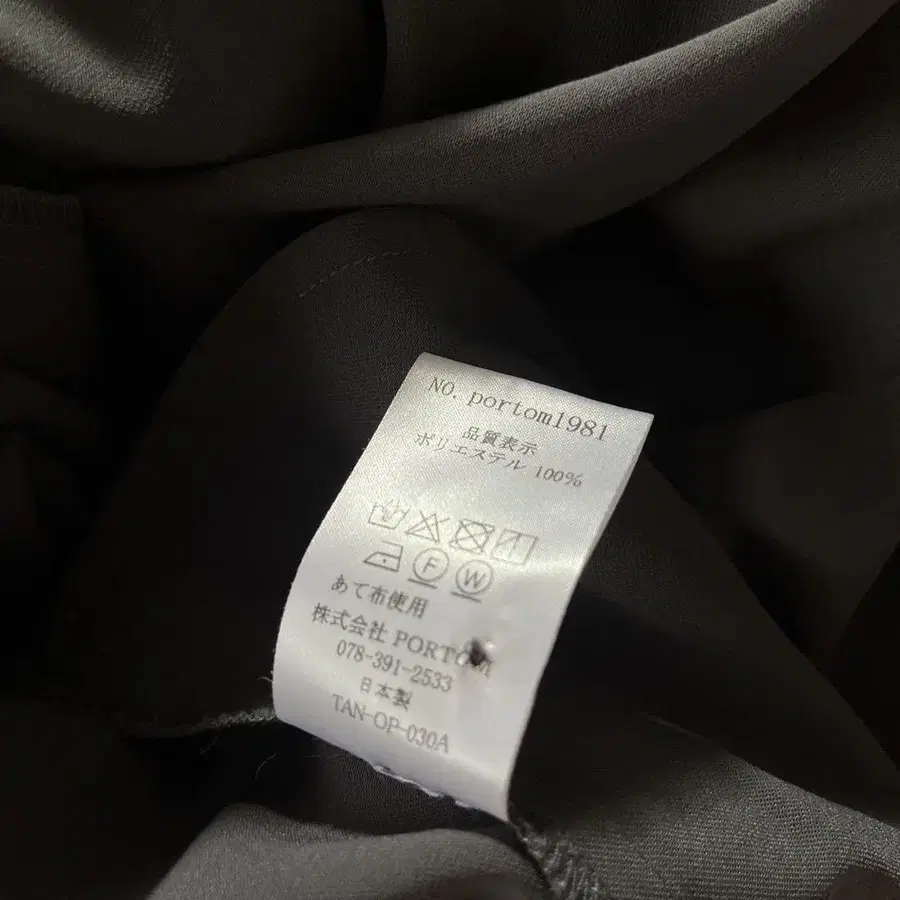 NO. portom1981
品質表示
ポリエステル 100%
F W
あて布使用
株式会社 PORTOM
078-391-2533
日本製
TAN-OP-030A